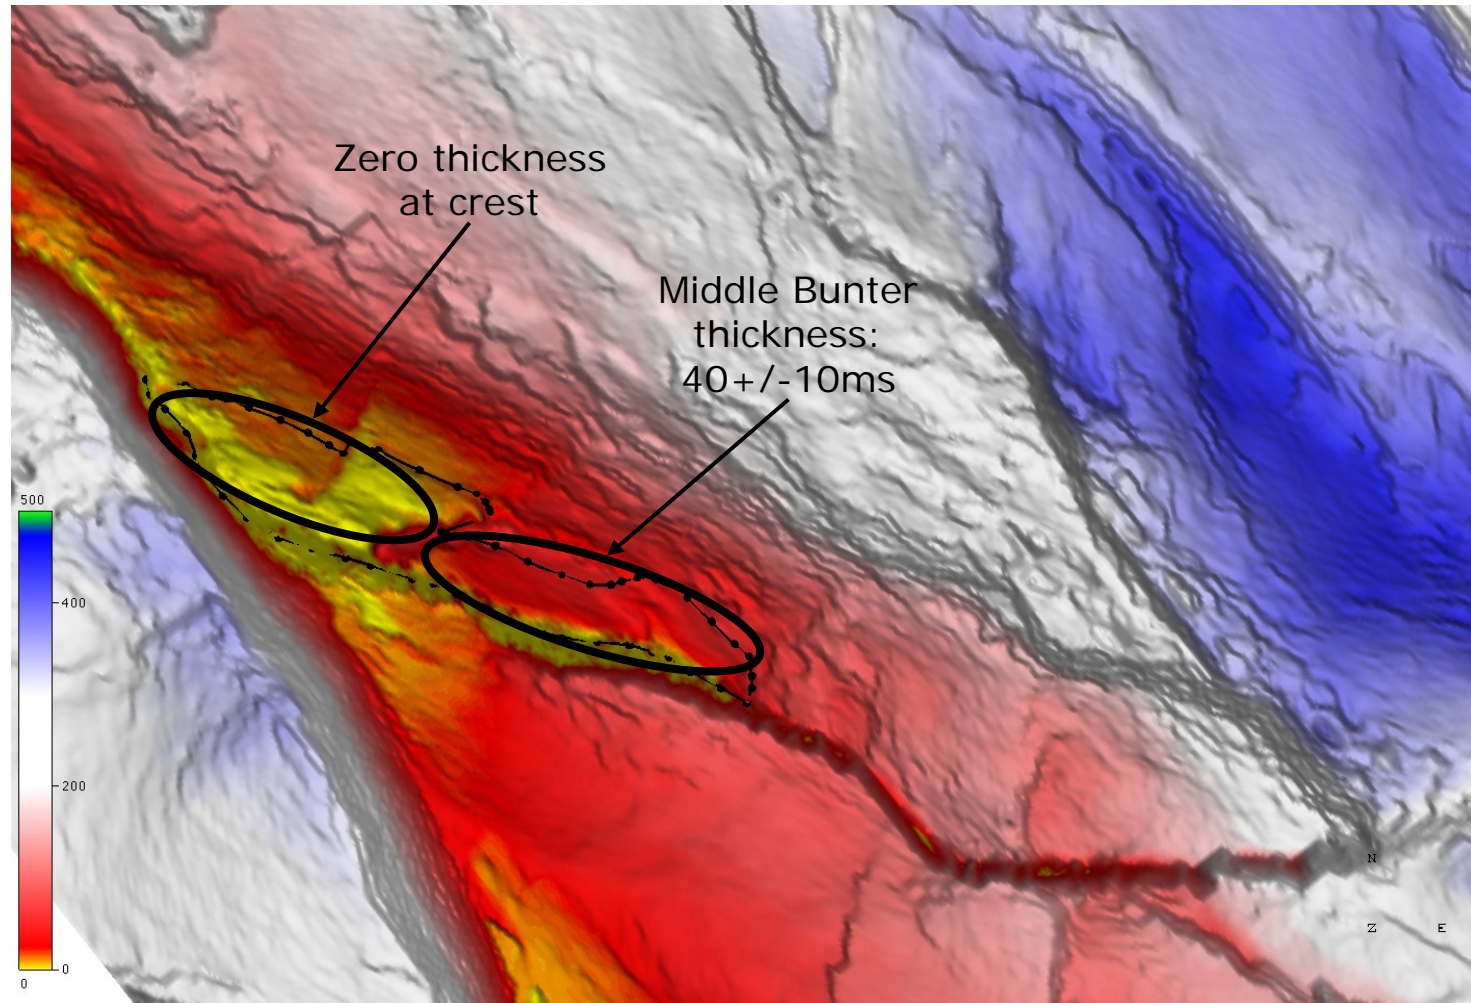 Zero thickness
at crest
Middle Bunter
thickness:
40+/-10ms
500
400
200
0
0
N
Z
E